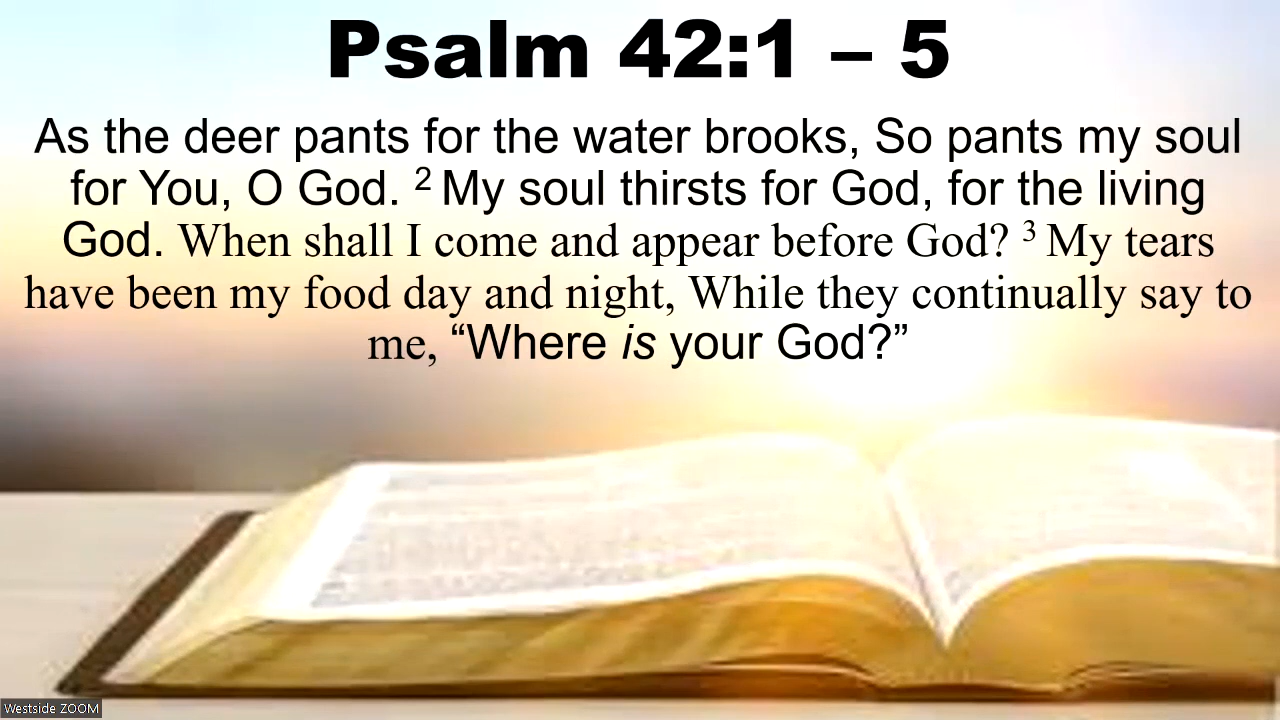 Psalm 42:1 – 5
As the deer pants for the water brooks, So pants my soul
for You, O God. ² My soul thirsts for God, for the living
God. When shall I come and appear before God? ³ My tears
have been my food day and night, While they continually say to
me, “Where is your God?”
Westside ZOOM